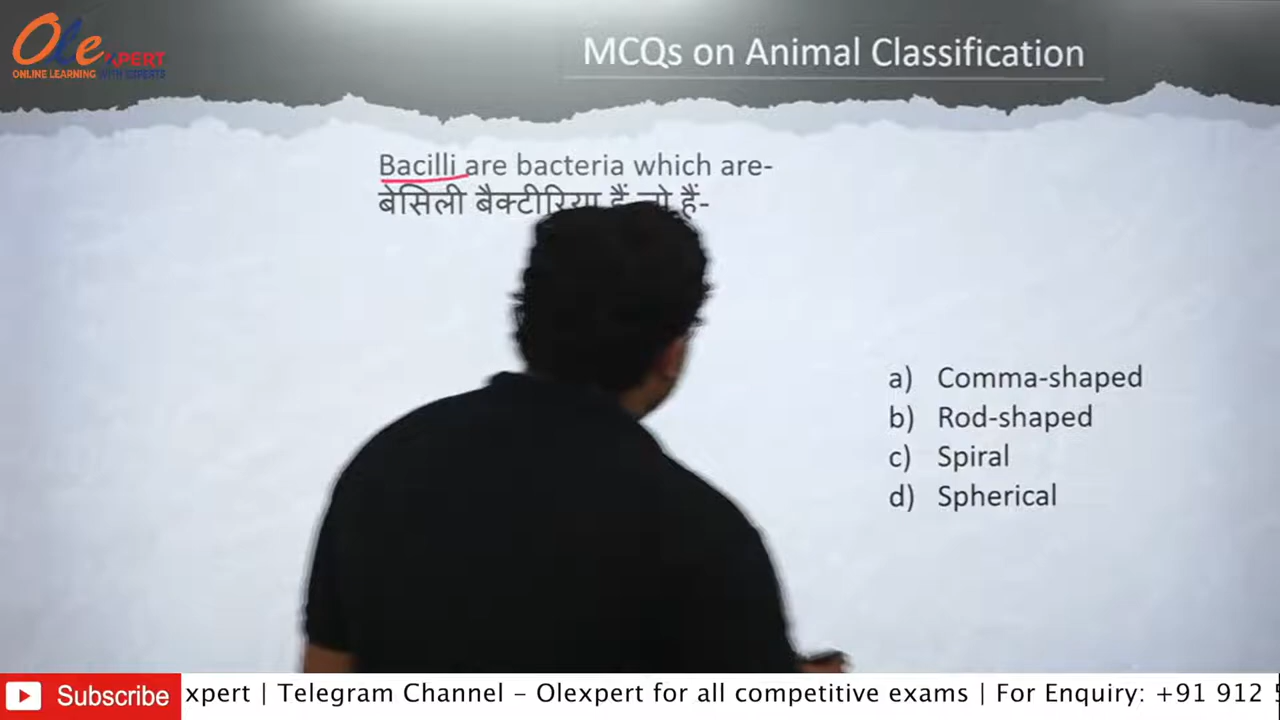 Olexpert
ONLINE LEARNING WITH EXPERTS
MCQs on Animal Classification
Bacilli are bacteria which are-
बेसिली बैक्टीरिया हैं जो हैं-
a) Comma-shaped
b) Rod-shaped
c) Spiral
d) Spherical
Subscribe
xpert | Telegram Channel – Olexpert for all competitive exams | For Enquiry: +91 912